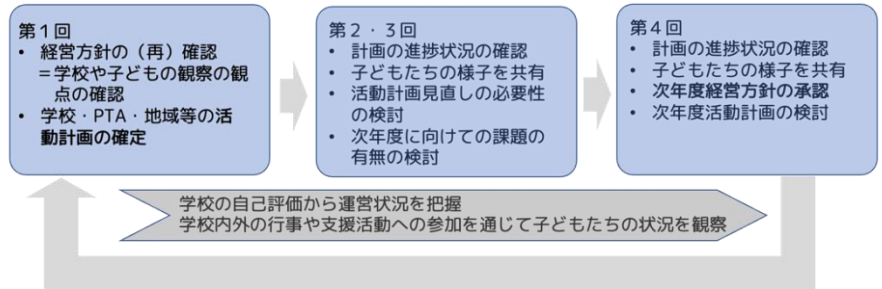 第１回
• 経営方針の（再）確認
＝学校や子どもの観察の観
点の確認
• 学校・PTA・地域等の活
動計画の確定
第２・３回
• 計画の進捗状況の確認
• 子どもたちの様子を共有
• 活動計画見直しの必要性
の検討
• 次年度に向けての課題の
有無の検討
第４回
• 計画の進捗状況の確認
• 子どもたちの様子を共有
• 次年度経営方針の承認
• 次年度活動計画の検討
学校の自己評価から運営状況を把握
学校内外の行事や支援活動への参加を通じて子どもたちの状況を観察